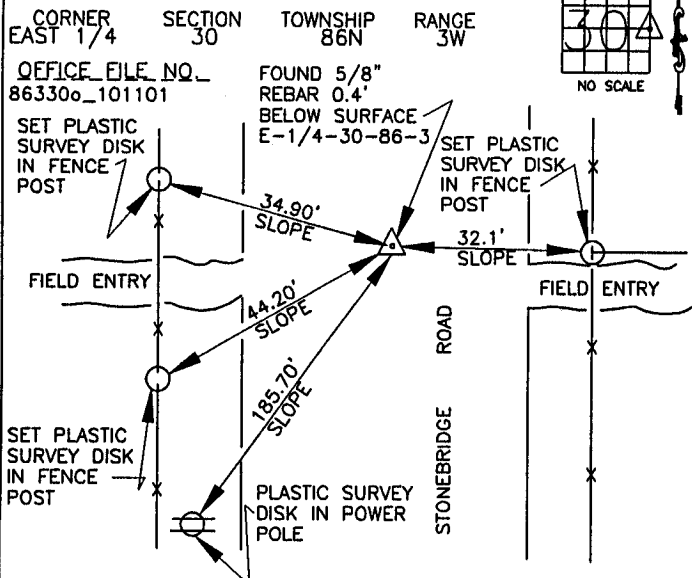 CORNER SECTION TOWNSHIP RANGE
EAST 1/4 30 86N 3W
OFFICE FILE NO.
86330o_101101
FOUND 5/8"
REBAR 0.4'
BELOW SURFACE
E-1/4-30-86-3
30
NO SCALE
SET PLASTIC
SURVEY DISK
IN FENCE
POST
SET PLASTIC
SURVEY DISK
IN FENCE
POST
34.90'
SLOPE
32.1'
SLOPE
FIELD ENTRY
FIELD ENTRY
44.20'
SLOPE
185.70'
SLOPE
STONEBRIDGE ROAD
SET PLASTIC
SURVEY DISK
IN FENCE
POST
PLASTIC SURVEY
DISK IN POWER
POLE